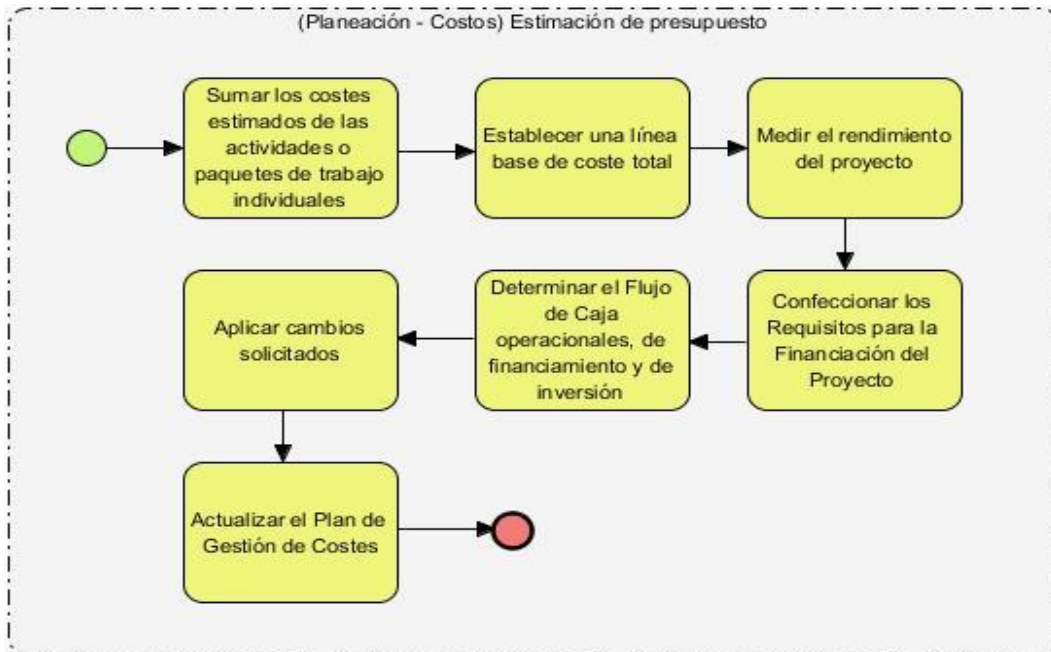 (Planeación - Costos) Estimación de presupuesto
Sumar los costes
estimados de las
actividades o
paquetes de trabajo
individuales
Establecer una línea
base de coste total
Medir el rendimiento
del proyecto
Confeccionar los
Requisitos para la
Financiación del
Proyecto
Determinar el Flujo
de Caja
operacionales, de
financiamiento y de
inversión
Aplicar cambios
solicitados
Actualizar el Plan de
Gestión de Costes